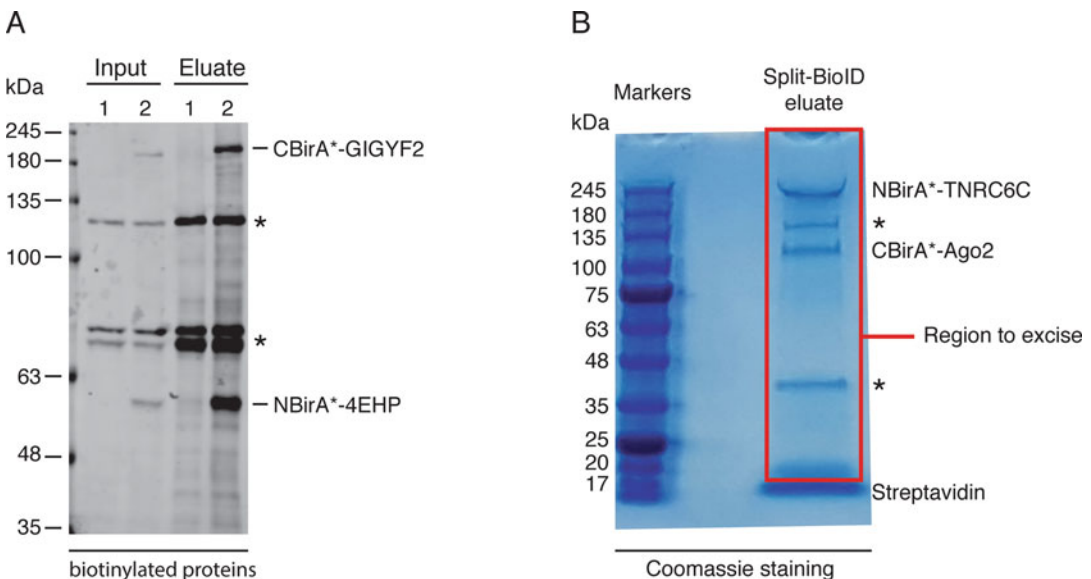 A
Input Eluate
kDa
1 2 1 2
245
180
135
100
63
48
35
CBirA*-GIGYF2
*
*
NBirA*-4EHP
biotinylated proteins
B
Split-BioID
eluate
Markers
kDa
245
180
135
100
75
63
48
35
25
20
17
NBirA*-TNRC6C
*
CBirA*-Ago2
Region to excise
*
Streptavidin
Coomassie staining